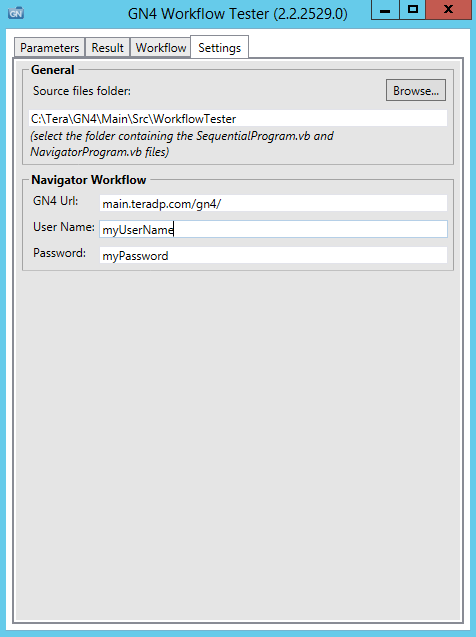 GN4 Workflow Tester (2.2.2529.0)
Parameters Result Workflow Settings
General
Source files folder: Browse...
C:\Tera\GN4\Main\Src\WorkflowTester
(select the folder containing the SequentialProgram.vb and
NavigatorProgram.vb files)
Navigator Workflow
GN4 Url: main.teradp.com/gn4/
User Name: myUserName
Password: myPassword